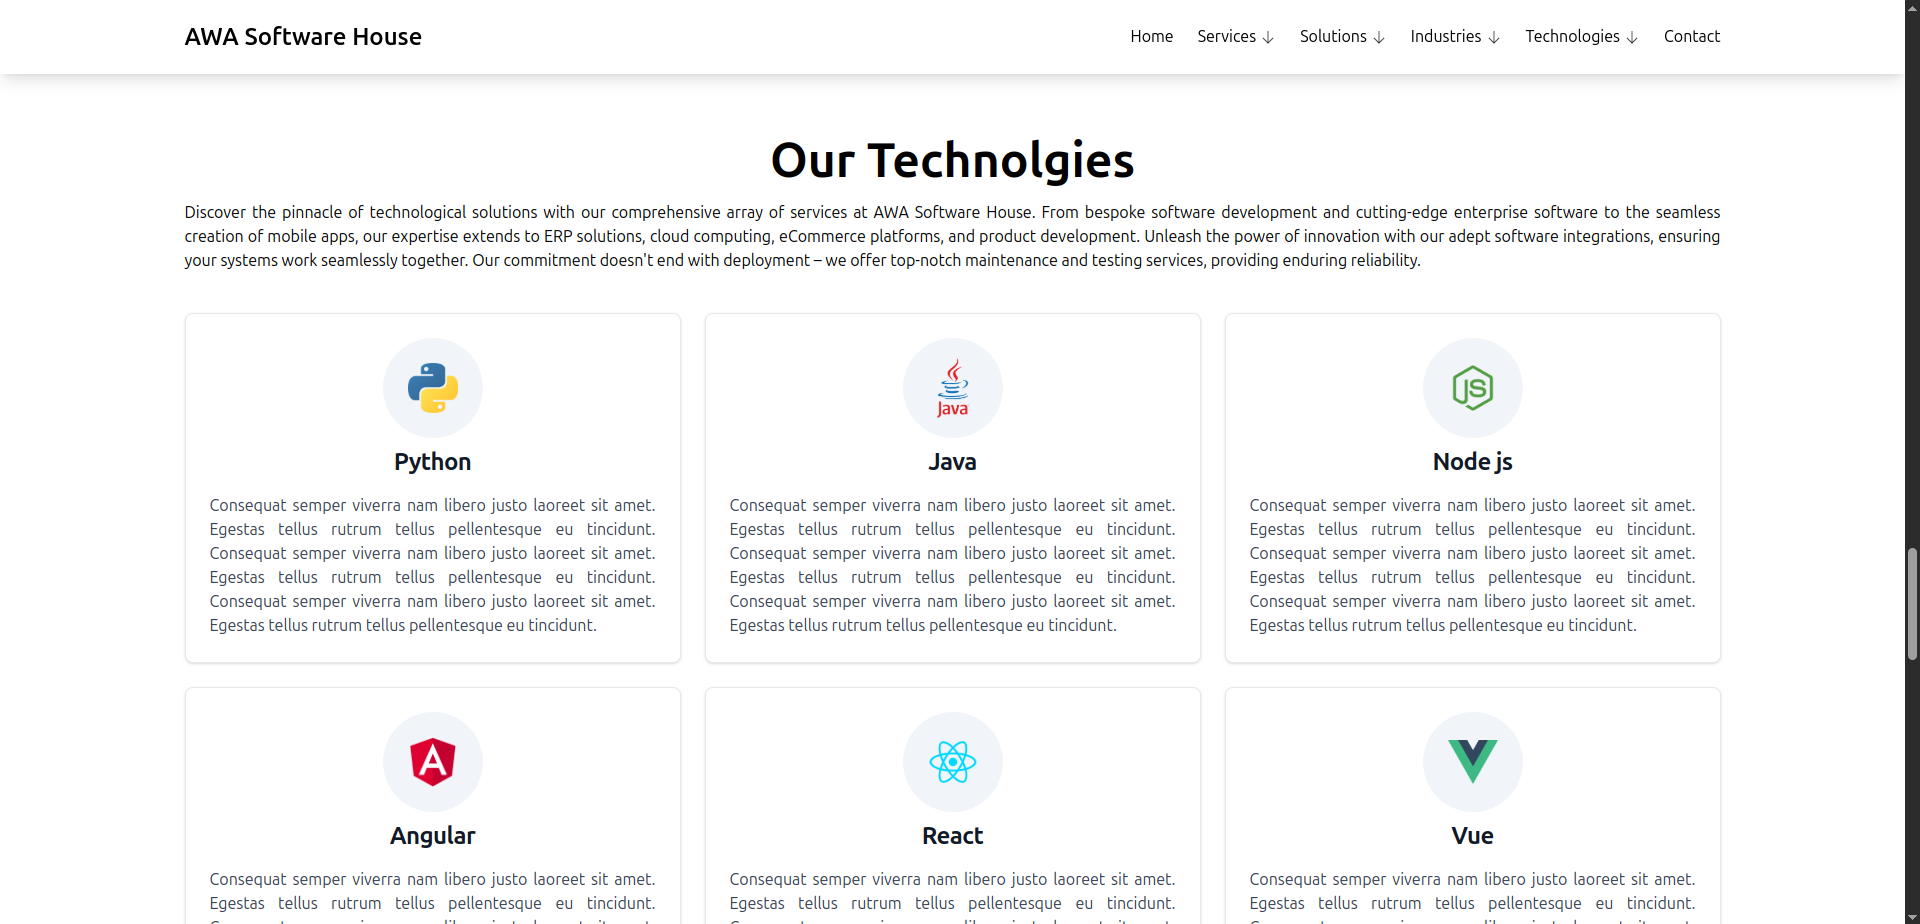 AWA Software House
Home Services Solutions Industries Technologies Contact
Our Technolgies
Discover the pinnacle of technological solutions with our comprehensive array of services at AWA Software House. From bespoke software development and cutting-edge enterprise software to the seamless
creation of mobile apps, our expertise extends to ERP solutions, cloud computing, eCommerce platforms, and product development. Unleash the power of innovation with our adept software integrations, ensuring
your systems work seamlessly together. Our commitment doesn't end with deployment – we offer top-notch maintenance and testing services, providing enduring reliability.
Python
Consequat semper viverra nam libero justo laoreet sit amet.
Egestas tellus rutrum tellus pellentesque eu tincidunt.
Consequat semper viverra nam libero justo laoreet sit amet.
Egestas tellus rutrum tellus pellentesque eu tincidunt.
Consequat semper viverra nam libero justo laoreet sit amet.
Egestas tellus rutrum tellus pellentesque eu tincidunt.
Java
Java
Consequat semper viverra nam libero justo laoreet sit amet.
Egestas tellus rutrum tellus pellentesque eu tincidunt.
Consequat semper viverra nam libero justo laoreet sit amet.
Egestas tellus rutrum tellus pellentesque eu tincidunt.
Consequat semper viverra nam libero justo laoreet sit amet.
Egestas tellus rutrum tellus pellentesque eu tincidunt.
JS
Node js
Consequat semper viverra nam libero justo laoreet sit amet.
Egestas tellus rutrum tellus pellentesque eu tincidunt.
Consequat semper viverra nam libero justo laoreet sit amet.
Egestas tellus rutrum tellus pellentesque eu tincidunt.
Consequat semper viverra nam libero justo laoreet sit amet.
Egestas tellus rutrum tellus pellentesque eu tincidunt.
A
Angular
Consequat semper viverra nam libero justo laoreet sit amet.
Egestas tellus rutrum tellus pellentesque eu tincidunt.
React
Consequat semper viverra nam libero justo laoreet sit amet.
Egestas tellus rutrum tellus pellentesque eu tincidunt.
Vue
Consequat semper viverra nam libero justo laoreet sit amet.
Egestas tellus rutrum tellus pellentesque eu tincidunt.